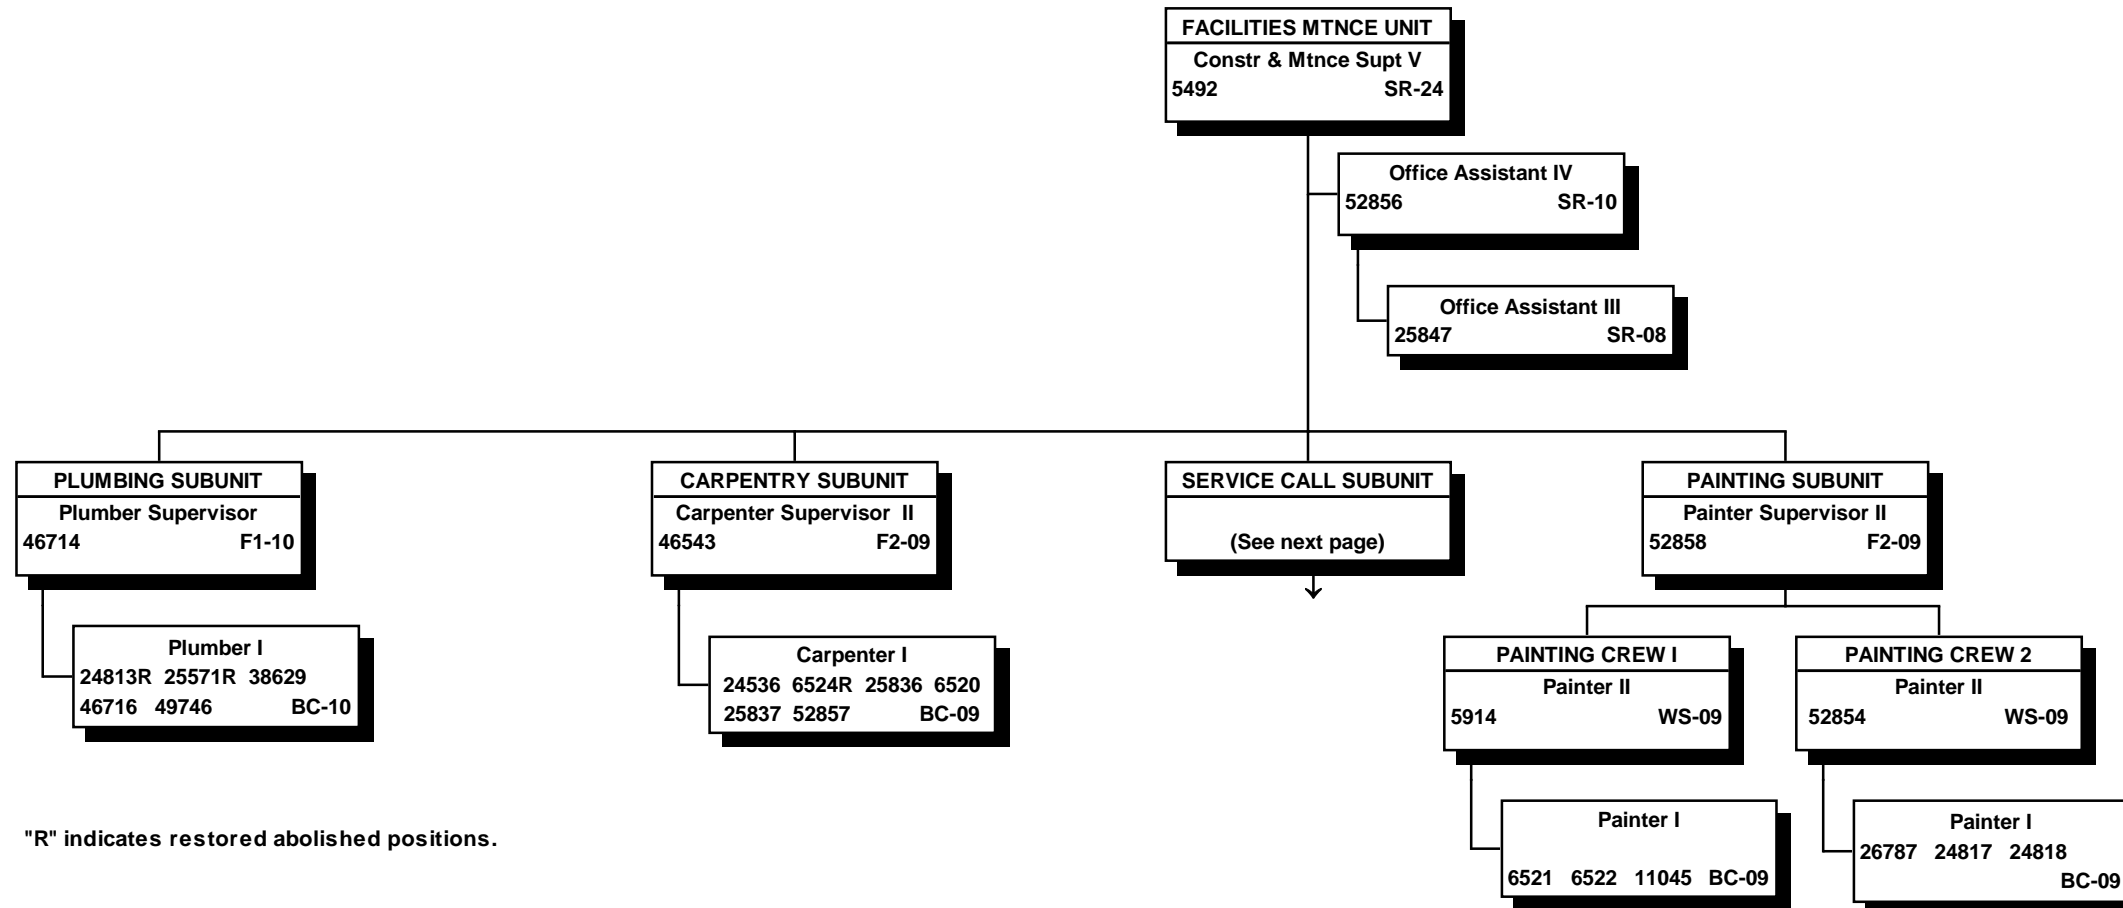 FACILITIES MTNCE UNIT
Constr & Mtnce Supt V
5492 SR-24
Office Assistant IV
52856 SR-10
Office Assistant III
25847 SR-08
PLUMBING SUBUNIT
Plumber Supervisor
46714 F1-10
Plumber I
24813R 25571R 38629
46716 49746 BC-10
CARPENTRY SUBUNIT
Carpenter Supervisor II
46543 F2-09
Carpenter I
24536 6524R 25836 6520
25837 52857 BC-09
SERVICE CALL SUBUNIT
(See next page)
PAINTING SUBUNIT
Painter Supervisor II
52858 F2-09
PAINTING CREW I
Painter II
5914 WS-09
Painter I
6521 6522 11045 BC-09
PAINTING CREW 2
Painter II
52854 WS-09
Painter I
26787 24817 24818
BC-09
"R" indicates restored abolished positions.